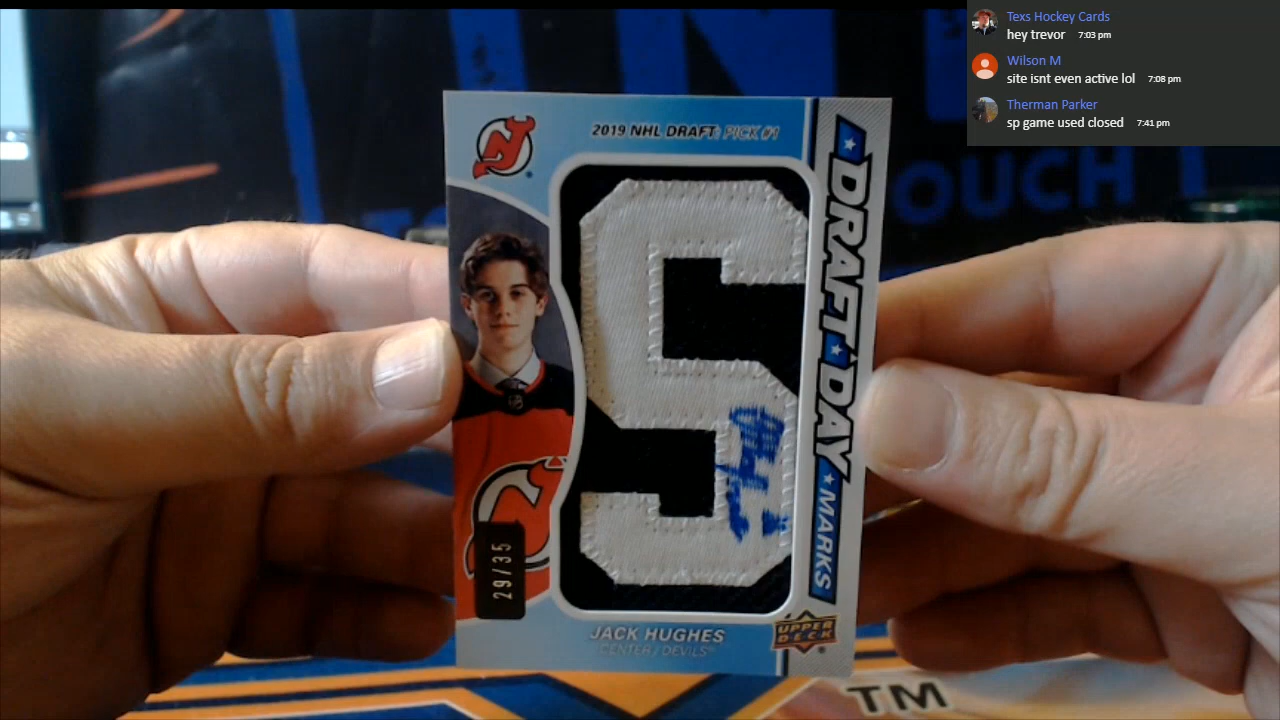 Texs Hockey Cards
hey trevor 7:03 pm
Wilson M
site isnt even active lol 7:08 pm
Therman Parker
sp game used closed 7:41 pm
2019 NHL DRAFT: PICK #1
S
DRAFT DAY MARKS
29/35
JACK HUGHES
CENTER / DEVILS
UPPER DECK
OUCH
TM